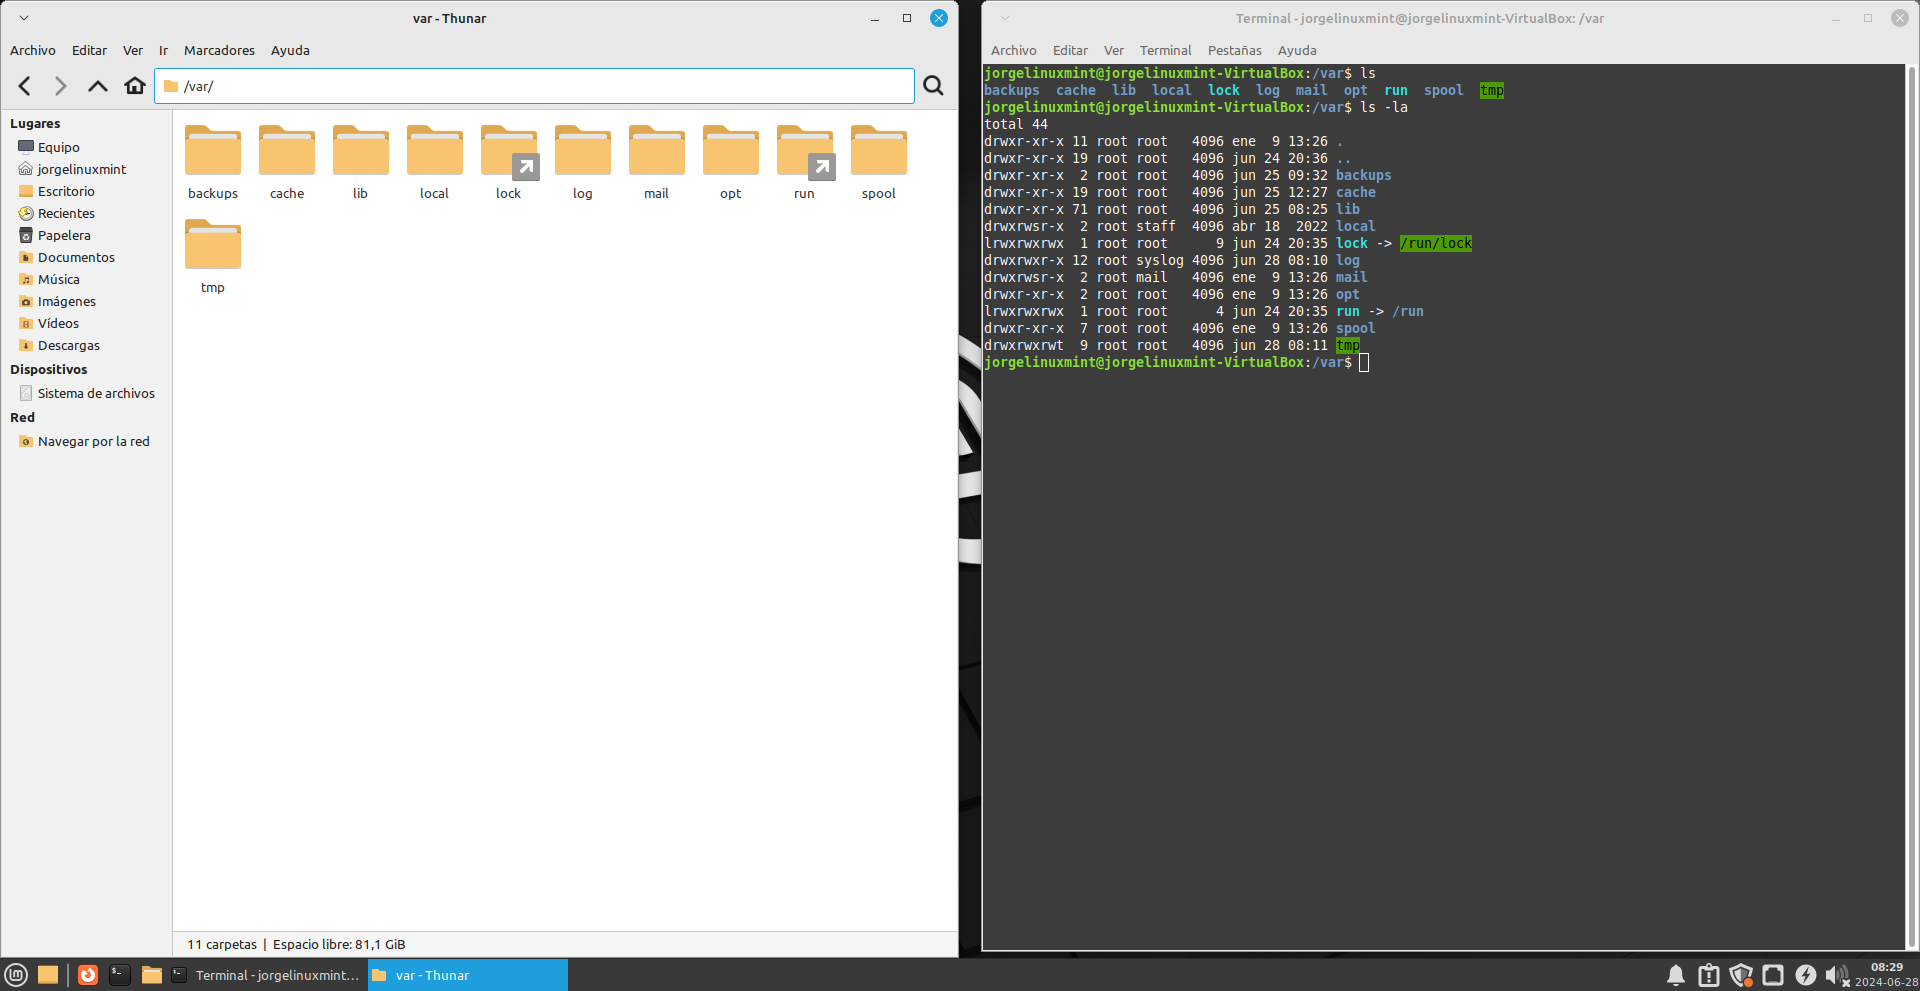 var - Thunar
Archivo Editar Ver Ir Marcadores Ayuda
/var/
Lugares
Equipo
jorgelinuxmint
Escritorio
Recientes
Papelera
Documentos
Música
Imágenes
Vídeos
Descargas
Dispositivos
Sistema de archivos
Red
Navegar por la red
backups cache lib local lock log mail opt run spool
tmp
11 carpetas | Espacio libre: 81,1 GiB
Terminal - jorgelinuxmint@jorgelinuxmint-VirtualBox: /var
Archivo Editar Ver Terminal Pestañas Ayuda
jorgelinuxmint@jorgelinuxmint-VirtualBox:/var$ ls
backups cache lib local lock log mail opt run spool tmp
jorgelinuxmint@jorgelinuxmint-VirtualBox:/var$ ls -la
total 44
drwxr-xr-x 11 root root 4096 ene 9 13:26 .
drwxr-xr-x 19 root root 4096 jun 24 20:36 ..
drwxr-xr-x 2 root root 4096 jun 25 09:32 backups
drwxr-xr-x 19 root root 4096 jun 25 12:27 cache
drwxr-xr-x 71 root root 4096 jun 25 08:25 lib
drwxrwsr-x 2 root staff 4096 abr 18 2022 local
lrwxrwxrwx 1 root root 9 jun 24 20:35 lock -> /run/lock
drwxrwxr-x 12 root syslog 4096 jun 28 08:10 log
drwxrwsr-x 2 root mail 4096 ene 9 13:26 mail
drwxr-xr-x 2 root root 4096 ene 9 13:26 opt
lrwxrwxrwx 1 root root 4 jun 24 20:35 run -> /run
drwxr-xr-x 7 root root 4096 ene 9 13:26 spool
drwxrwxrwt 9 root root 4096 jun 28 08:11 tmp
jorgelinuxmint@jorgelinuxmint-VirtualBox:/var$
Terminal - jorgelinuxmint... var - Thunar
08:29
2024-06-28